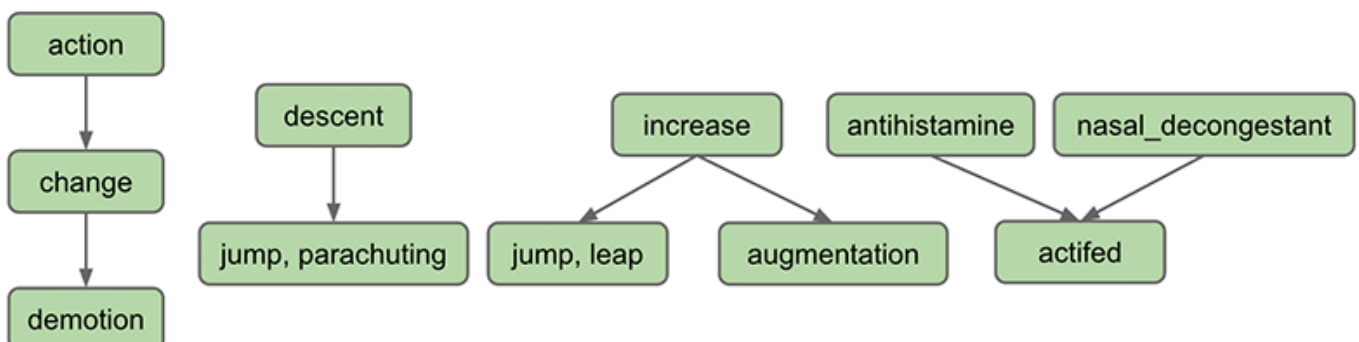 action
change
demotion
descent
jump, parachuting
increase
jump, leap
augmentation
antihistamine
nasal_decongestant
actifed